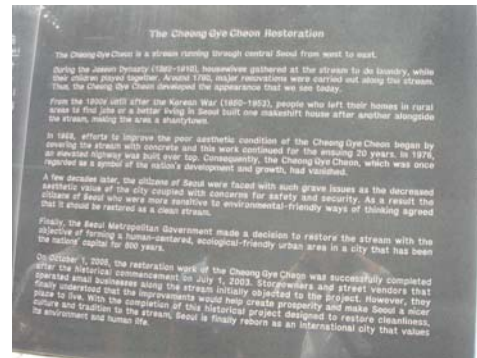 The Cheong Gye Cheon Restoration
The Cheong Gye Cheon is a stream running through central Seoul from west to east.
During the Joseon Dynasty (1392-1910), housewives gathered at the stream to do laundry, while
their children played together. Around 1760, major renovations were carried out along the stream.
Thus, the Cheong Gye Cheon developed the appearance that we see today.
From the 1900s until after the Korean War (1950-1953), people who left their homes in rural
areas to find jobs or a better living in Seoul built one makeshift house after another alongside
the stream, making the area a shantytown.
In 1958, efforts to improve the poor aesthetic condition of the Cheong Gye Cheon began by
covering the stream with concrete and this work continued for the ensuing 20 years. In 1976,
an elevated highway was built over top. Consequently, the Cheong Gye Cheon, which was once
regarded as a symbol of the nation's development and growth, had vanished.
A few decades later, the citizens of Seoul were faced with such grave issues as the decreased
aesthetic value of the city coupled with concerns for safety and security. As a result the
citizens of Seoul who were more sensitive to environmental-friendly ways of thinking agreed
that it should be restored as a clean stream.
Finally, the Seoul Metropolitan Government made a decision to restore the stream with the
objective of forming a human-centered, ecological-friendly urban area in a city that has been
the nations' capital for 600 years.
On October 1, 2005, the restoration work of the Cheong Gye Cheon was successfully completed
after the historical commencement on July 1, 2003. Storeowners and street vendors that
operated small businesses along the stream initially objected to the project. However, they
finally understood that the improvements would help create prosperity and make Seoul a nicer
place to live. With the completion of this historical project designed to restore cleanliness,
culture and tradition to the stream, Seoul is finally reborn as an international city that values
its environment and human life.